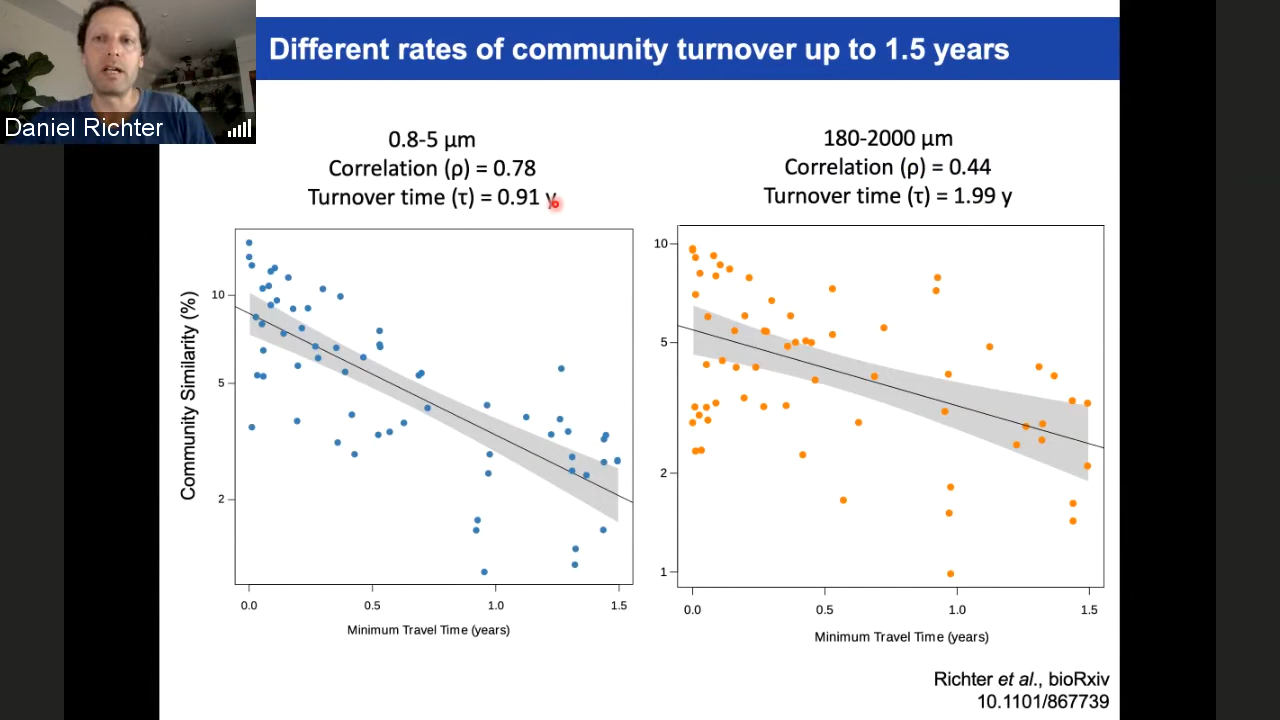 Different rates of community turnover up to 1.5 years
Daniel Richter
0.8-5 µm
Correlation (ρ) = 0.78
Turnover time (τ) = 0.91 y
180-2000 µm
Correlation (ρ) = 0.44
Turnover time (τ) = 1.99 y
Community Similarity (%)
10
5
2
0.0 0.5 1.0 1.5
Minimum Travel Time (years)
10
5
2
1
0.0 0.5 1.0 1.5
Minimum Travel Time (years)
Richter et al., bioRxiv
10.1101/867739